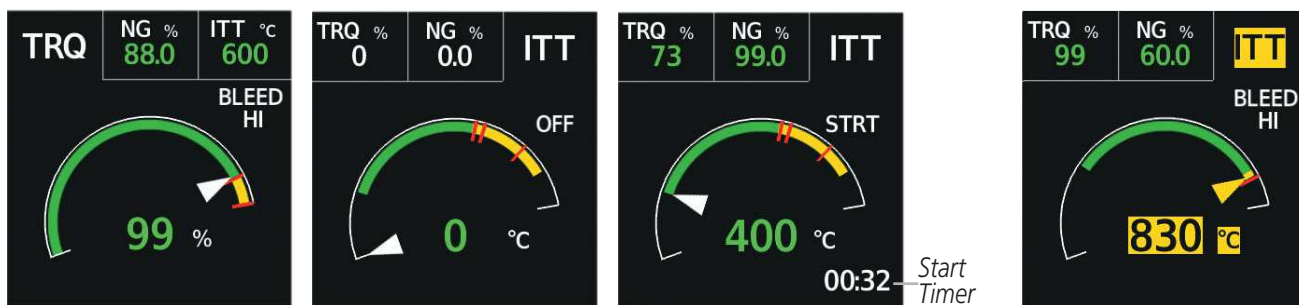 TRQ
NG %
88.0
ITT °C
600
BLEED
HI
99 %
TRQ %
0
NG %
0.0
ITT
OFF
0 °C
TRQ %
73
NG %
99.0
ITT
STRT
400 °C
00:32
Start
Timer
TRQ %
99
NG %
60.0
ITT
BLEED
HI
830 °C